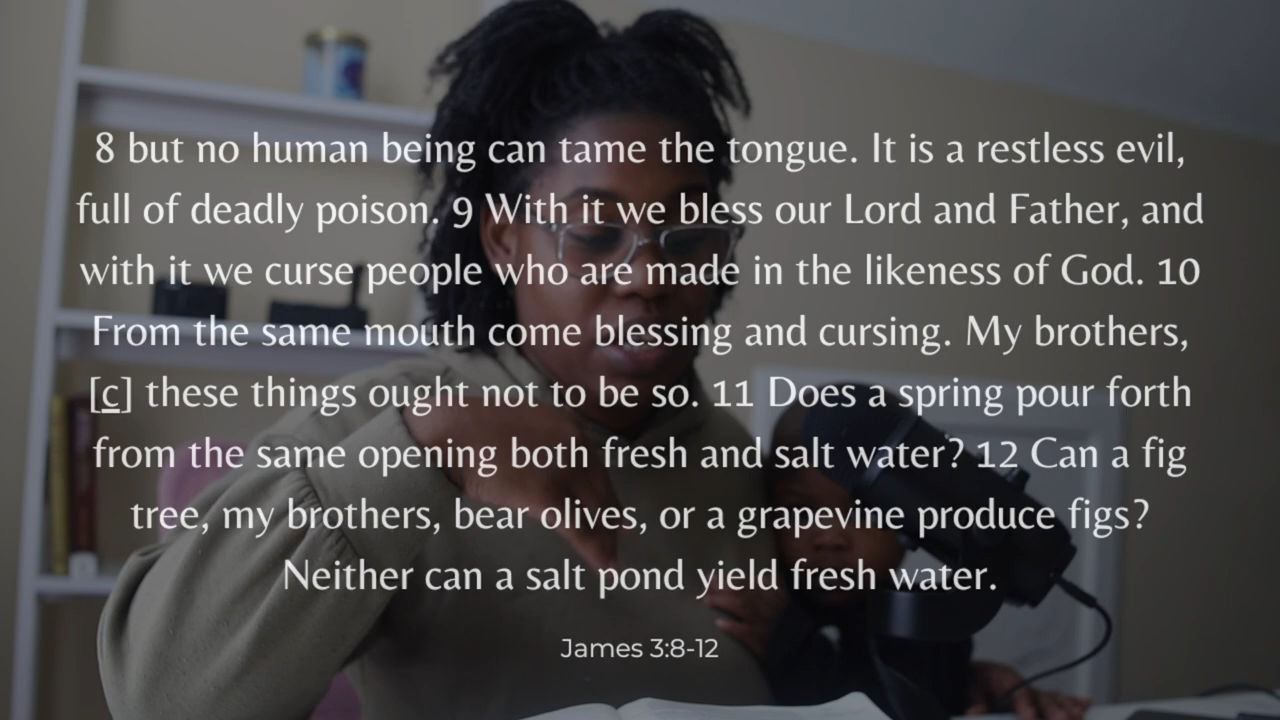 8 but no human being can tame the tongue. It is a restless evil,
full of deadly poison. 9 With it we bless our Lord and Father, and
with it we curse people who are made in the likeness of God. 10
From the same mouth come blessing and cursing. My brothers,
[c] these things ought not to be so. 11 Does a spring pour forth
from the same opening both fresh and salt water? 12 Can a fig
tree, my brothers, bear olives, or a grapevine produce figs?
Neither can a salt pond yield fresh water.
James 3:8-12